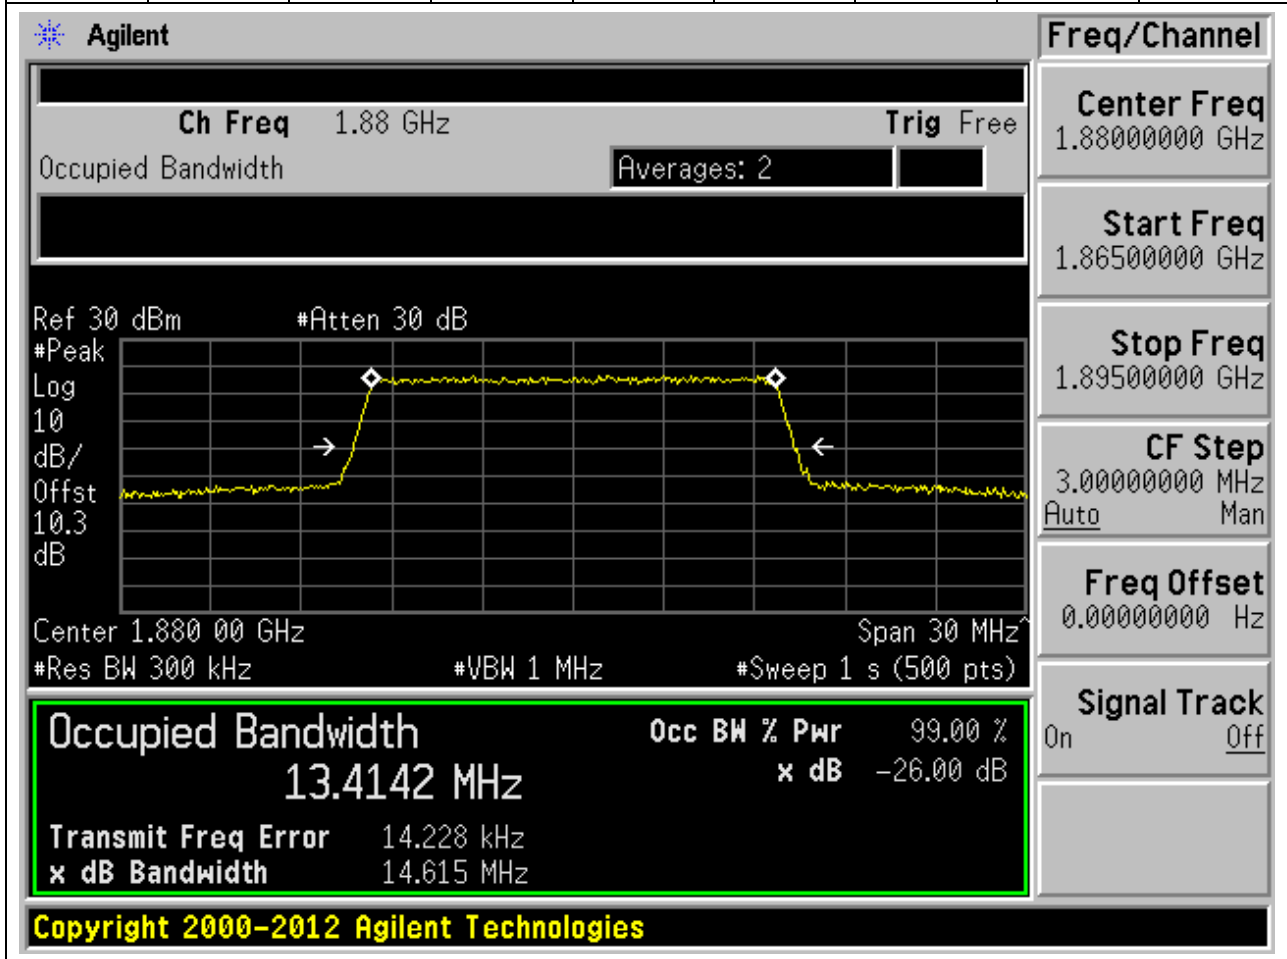 Agilent
Freq/Channel
Ch Freq 1.88 GHz Trig Free
Occupied Bandwidth Averages: 2
Center Freq
1.88000000 GHz
Start Freq
1.86500000 GHz
Stop Freq
1.89500000 GHz
CF Step
3.00000000 MHz
Auto Man
Freq Offset
0.00000000 Hz
Signal Track
On Off
Ref 30 dBm #Atten 30 dB
#Peak
Log
10
dB/
Offst
10.3
dB
Center 1.880 00 GHz Span 30 MHz^
#Res BW 300 kHz #VBW 1 MHz #Sweep 1 s (500 pts)
Occupied Bandwidth
13.4142 MHz
Occ BW % Pwr 99.00 %
x dB -26.00 dB
Transmit Freq Error 14.228 kHz
x dB Bandwidth 14.615 MHz
Copyright 2000-2012 Agilent Technologies